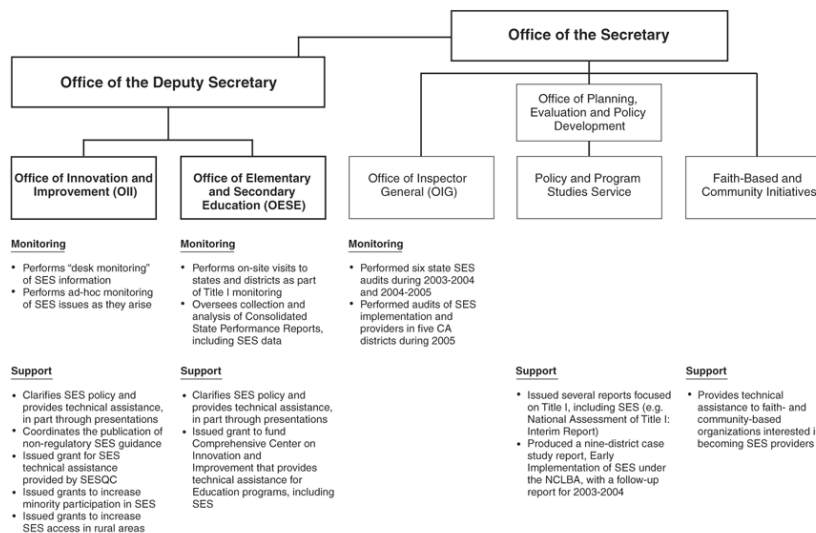 Office of the Secretary
Office of the Deputy Secretary
Office of Planning,
Evaluation and Policy
Development
Office of Innovation and
Improvement (OII)
Office of Elementary
and Secondary
Education (OESE)
Office of Inspector
General (OIG)
Policy and Program
Studies Service
Faith-Based and
Community Initiatives
Monitoring
• Performs “desk monitoring”
of SES information
• Performs ad-hoc monitoring
of SES issues as they arise
Monitoring
• Performs on-site visits to
states and districts as part
of Title I monitoring
• Oversees collection and
analysis of Consolidated
State Performance Reports,
including SES data
Monitoring
• Performed six state SES
audits during 2003-2004
and 2004-2005
• Performed audits of SES
implementation and
providers in five CA
districts during 2005
Support
• Clarifies SES policy and
provides technical assistance,
in part through presentations
• Coordinates the publication of
non-regulatory SES guidance
• Issued grant for SES
technical assistance
provided by SESQC
• Issued grants to increase
minority participation in SES
• Issued grants to increase
SES access in rural areas
Support
• Clarifies SES policy and
provides technical assistance,
in part through presentations
• Issued grant to fund
Comprehensive Center on
Innovation and
Improvement that provides
technical assistance for
Education programs, including
SES
Support
• Issued several reports focused
on Title I, including SES (e.g.
National Assessment of Title I:
Interim Report)
• Produced a nine-district case
study report, Early
Implementation of SES under
the NCLBA, with a follow-up
report for 2003-2004
Support
• Provides technical
assistance to faith- and
community-based
organizations interested i
becoming SES providers